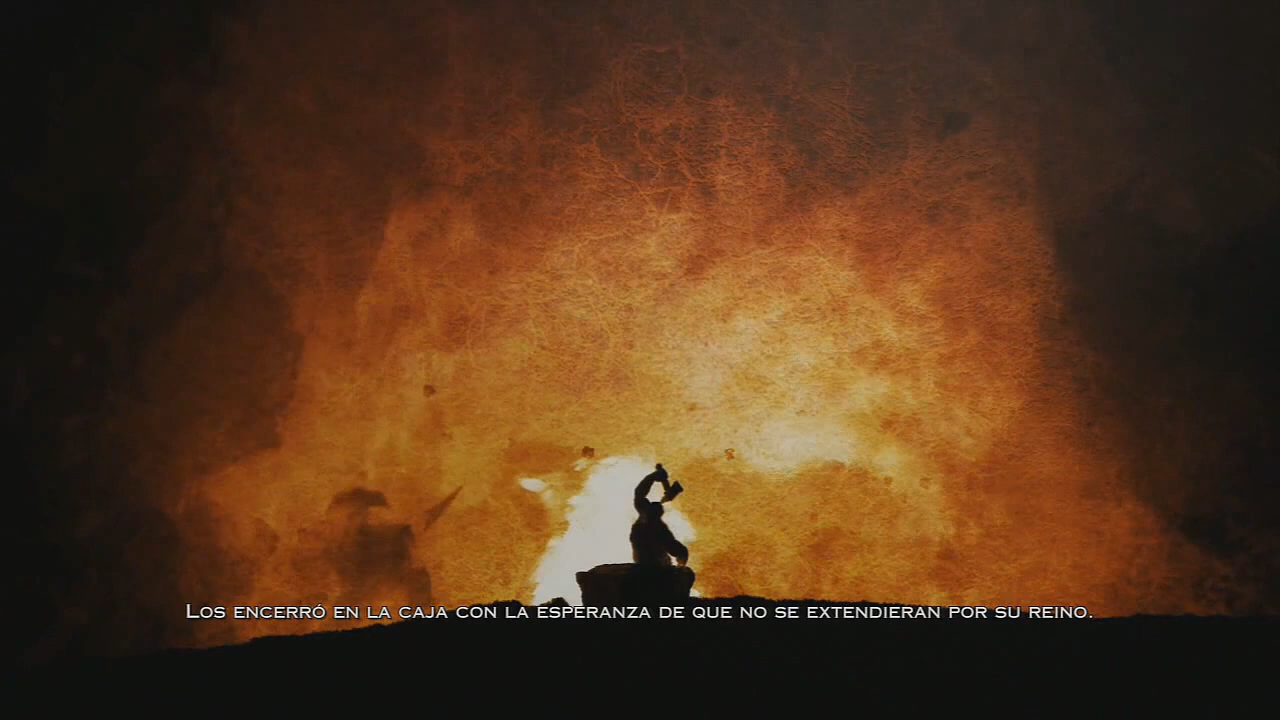 Los encerró en la caja con la esperanza de que no se extendieran por su reino.